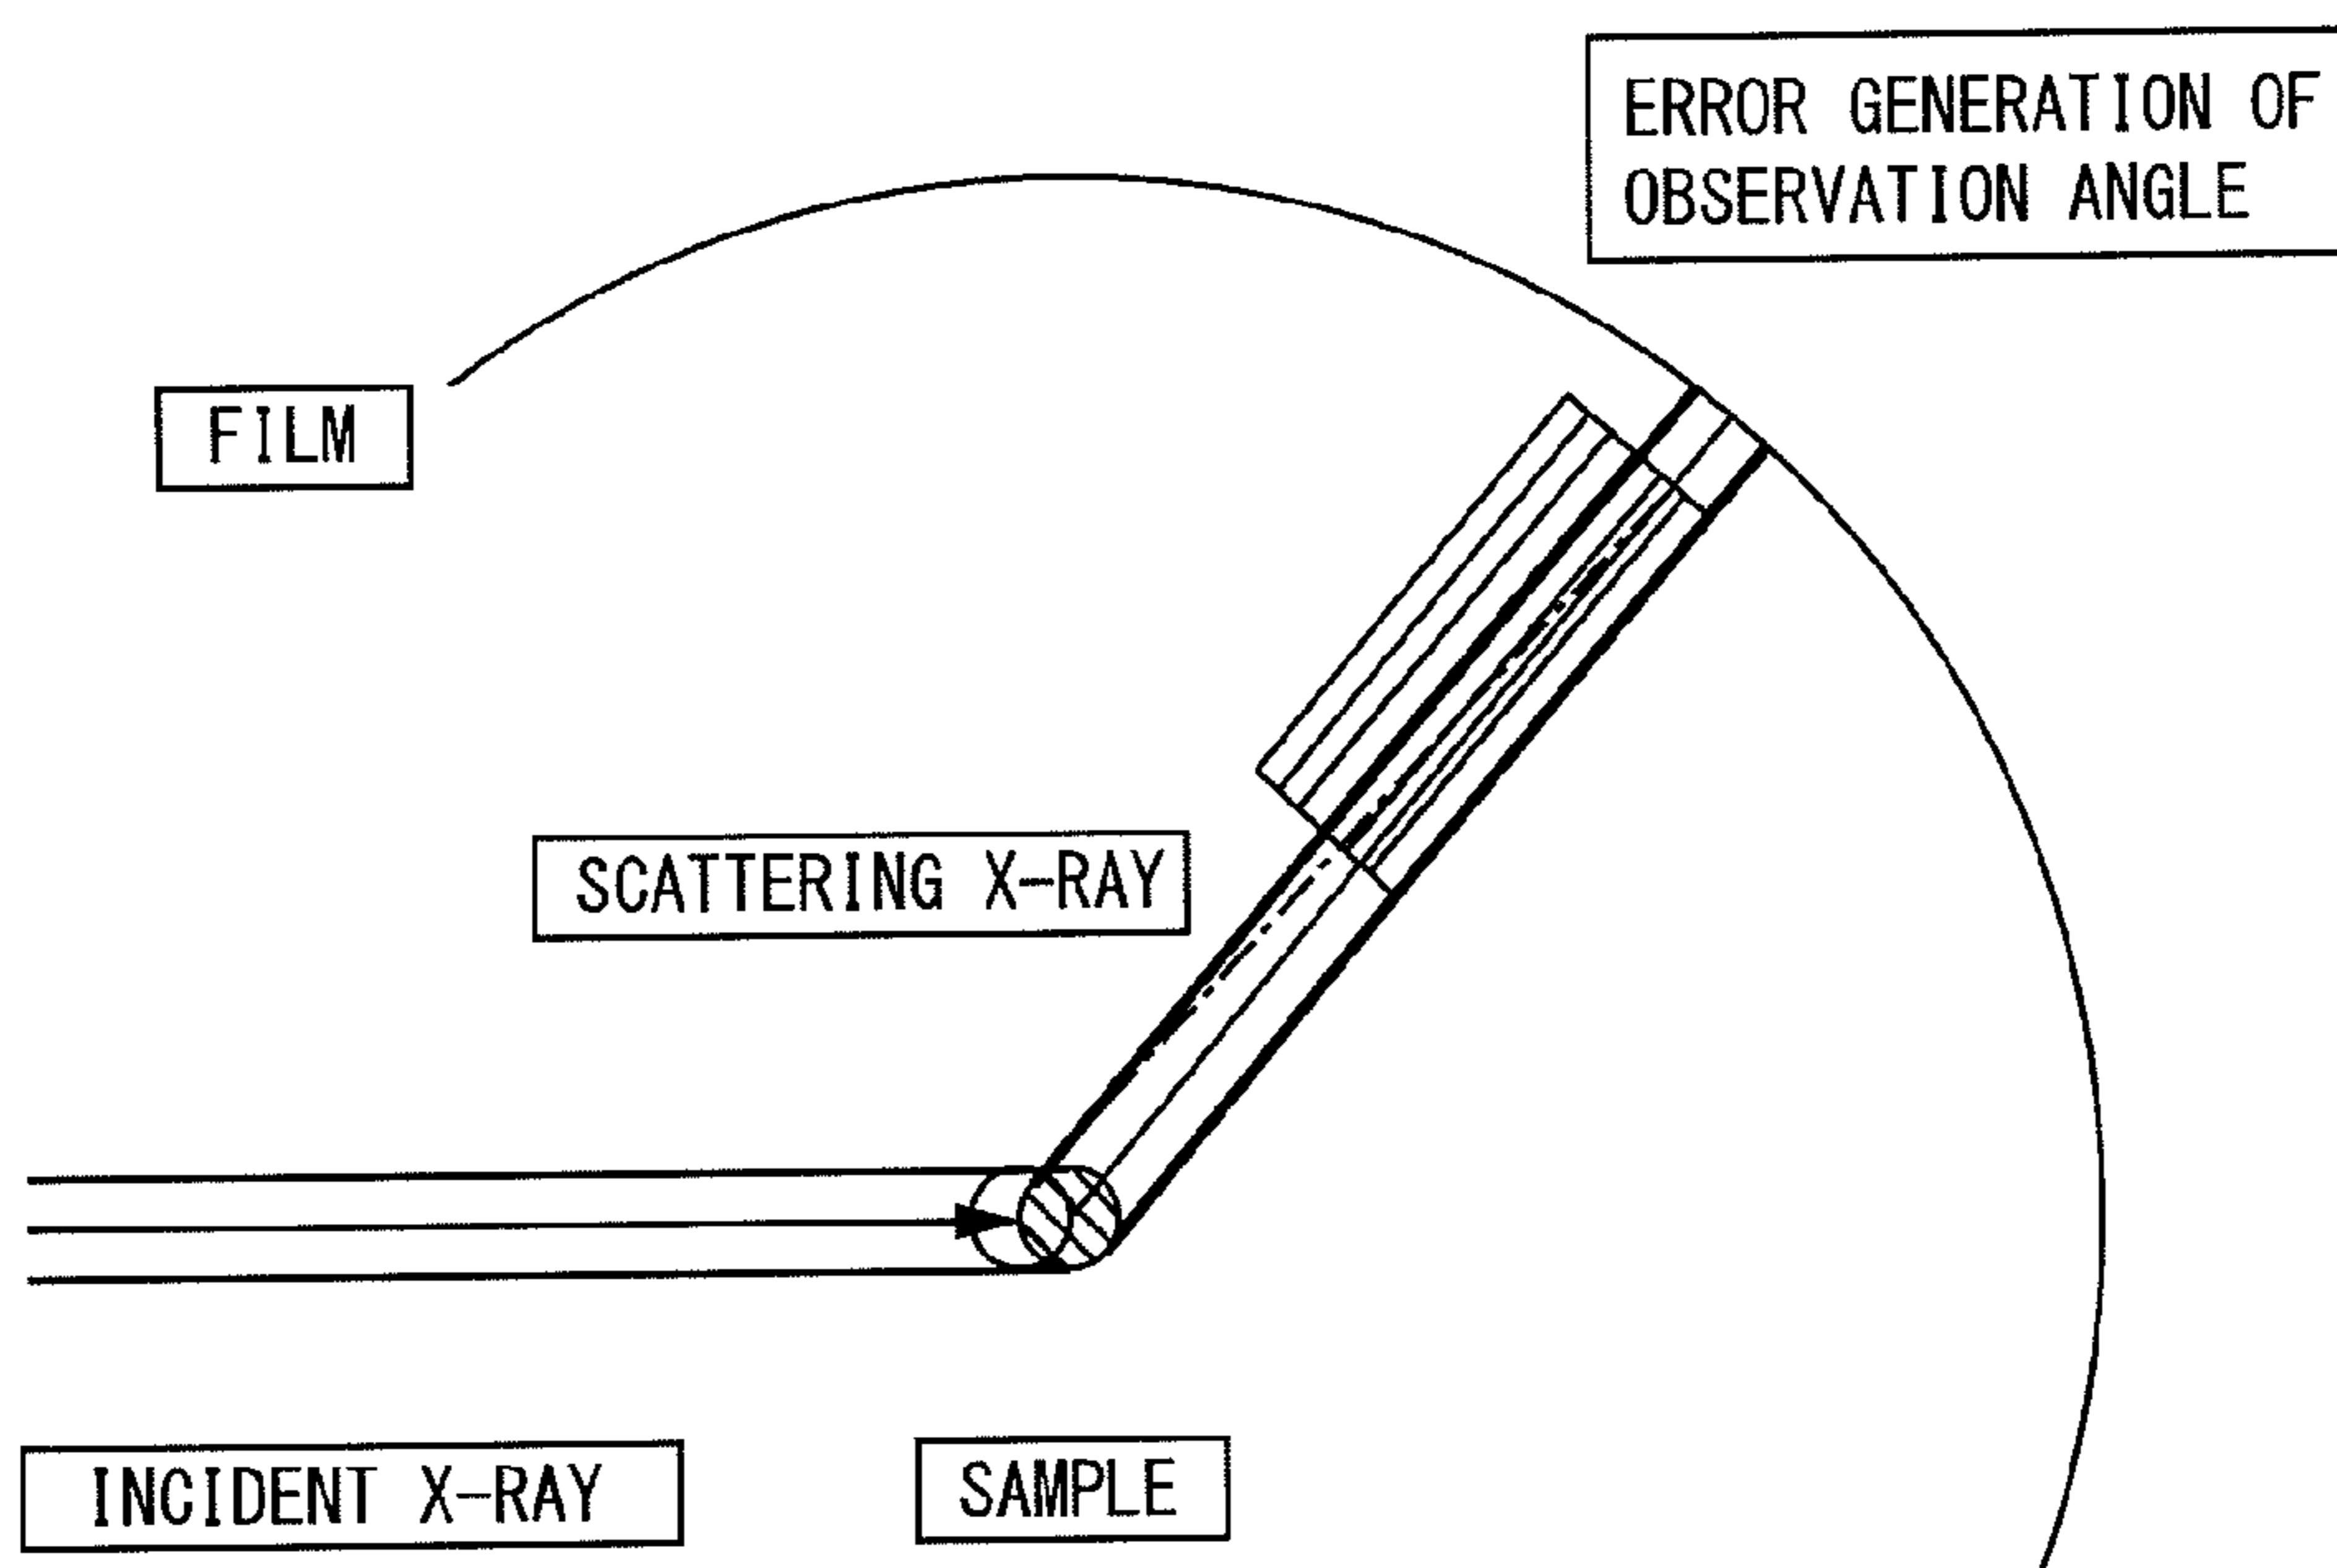 ERROR GENERATION OF
OBSERVATION ANGLE
FILM
SCATTERING X-RAY
INCIDENT X-RAY
SAMPLE